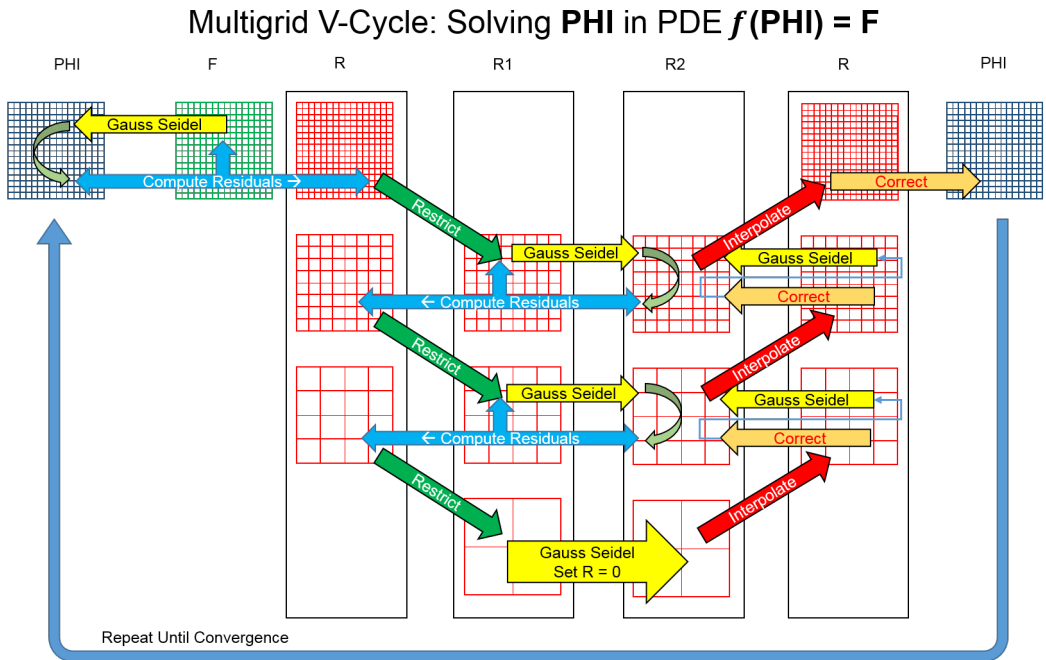 Multigrid V-Cycle: Solving PHI in PDE f(PHI) = F
PHI
F
R
R1
R2
R
PHI
Gauss Seidel
Compute Residuals →
Correct
Restrict
Interpolate
Gauss Seidel
Gauss Seidel
← Compute Residuals
Correct
Restrict
Interpolate
Gauss Seidel
Gauss Seidel
← Compute Residuals
Correct
Restrict
Interpolate
Gauss Seidel
Set R = 0
Repeat Until Convergence